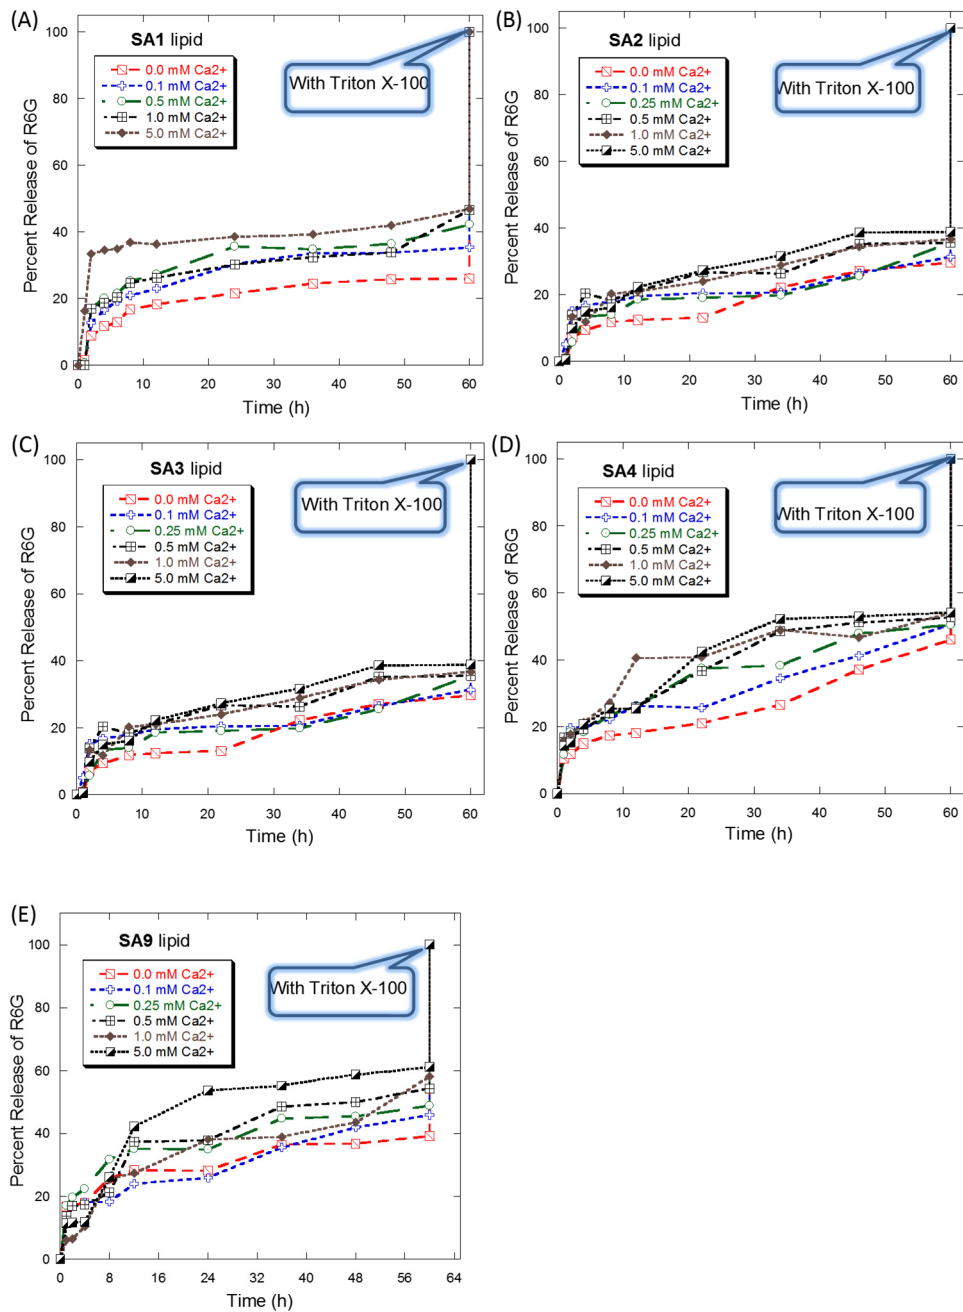 (A)
SA1 lipid
0.0 mM Ca2+
0.1 mM Ca2+
0.5 mM Ca2+
1.0 mM Ca2+
5.0 mM Ca2+
With Triton X-100
Percent Release of R6G
100
80
60
40
20
0
0 10 20 30 40 50 60
Time (h)
(B)
SA2 lipid
0.0 mM Ca2+
0.1 mM Ca2+
0.25 mM Ca2+
0.5 mM Ca2+
1.0 mM Ca2+
5.0 mM Ca2+
With Triton X-100
Percent Release of R6G
100
80
60
40
20
0
0 10 20 30 40 50 60
Time (h)
(C)
SA3 lipid
0.0 mM Ca2+
0.1 mM Ca2+
0.25 mM Ca2+
0.5 mM Ca2+
1.0 mM Ca2+
5.0 mM Ca2+
With Triton X-100
Percent Release of R6G
100
80
60
40
20
0
0 10 20 30 40 50 60
Time (h)
(D)
SA4 lipid
0.0 mM Ca2+
0.1 mM Ca2+
0.25 mM Ca2+
0.5 mM Ca2+
1.0 mM Ca2+
5.0 mM Ca2+
With Triton X-100
Percent Release of R6G
100
80
60
40
20
0
0 10 20 30 40 50 60
Time (h)
(E)
SA9 lipid
0.0 mM Ca2+
0.1 mM Ca2+
0.25 mM Ca2+
0.5 mM Ca2+
1.0 mM Ca2+
5.0 mM Ca2+
With Triton X-100
Percent Release of R6G
100
80
60
40
20
0
0 8 16 24 32 40 48 56 64
Time (h)